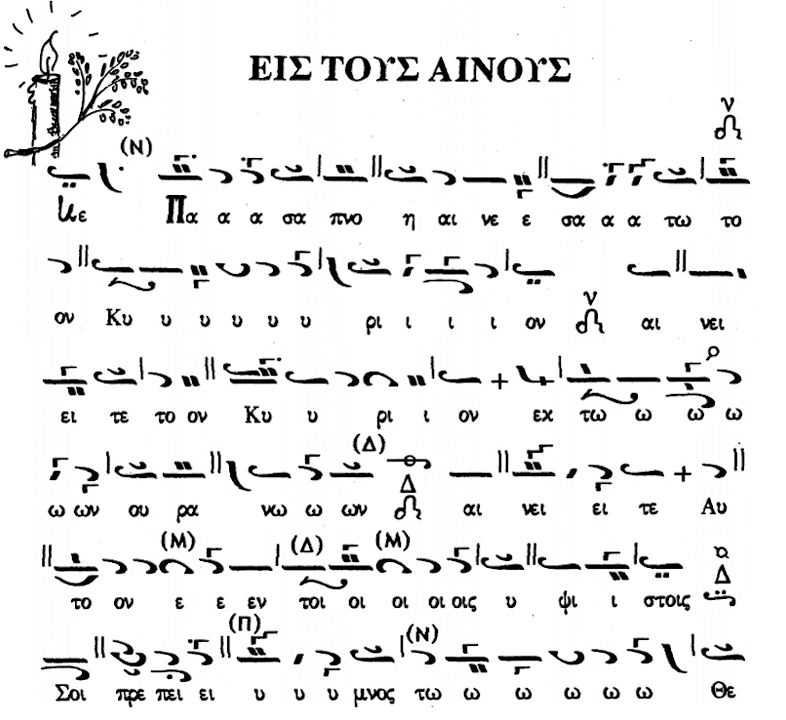 ΕΙΣ ΤΟΥΣ ΑΙΝΟΥΣ
ν
(Ν)
Κε Πα α α σα πνο η αι νε ε σα α α τω το
ον Κυ υ υ υ υ υ ρι ι ι ι ον ν αι νει
ει τε το ον Κυ υ ρι ι ον εκ τω ω ω ω
(Δ)
ω ων ου ρα νω ω ων Δ αι νει ει τε Αυ
(Μ) (Δ) (Μ)
το ον ε ε εν τοι οι οι οι οις υ ψι ι στοις Δ
(Π) (Ν)
Σοι πρε πει ει υ υ υ μνος τω ω ω ω ω ω Θε